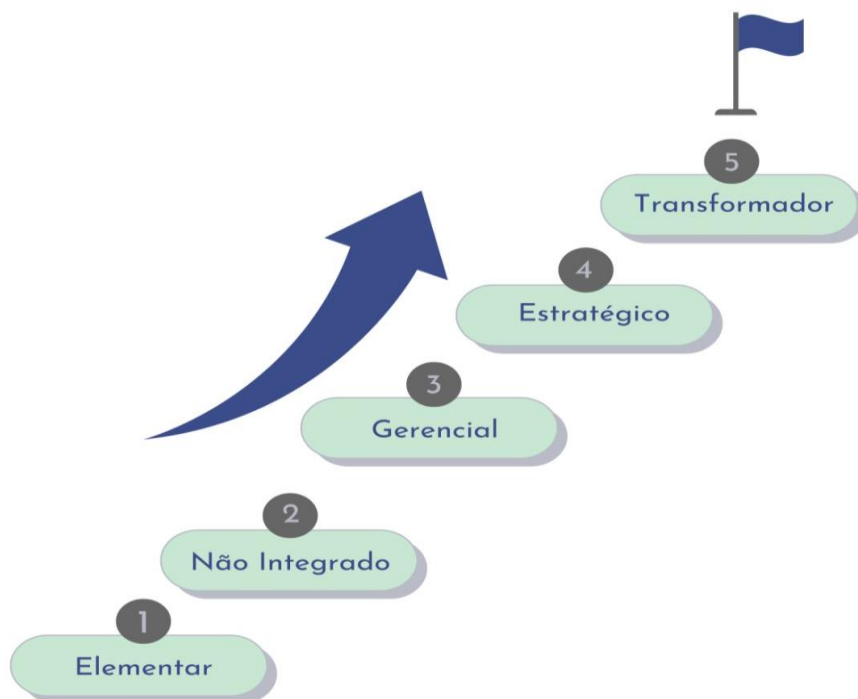 5
Transformador
4
Estratégico
3
Gerencial
2
Não Integrado
1
Elementar